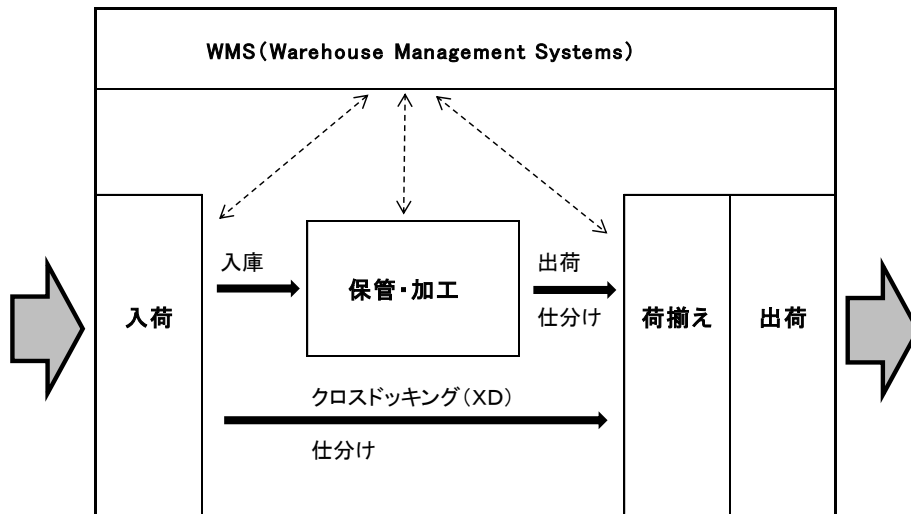 WMS(Warehouse Management Systems)
入庫
出荷
保管・加工
入荷
仕分け
荷揃え
出荷
クロスドッキング(XD)
仕分け